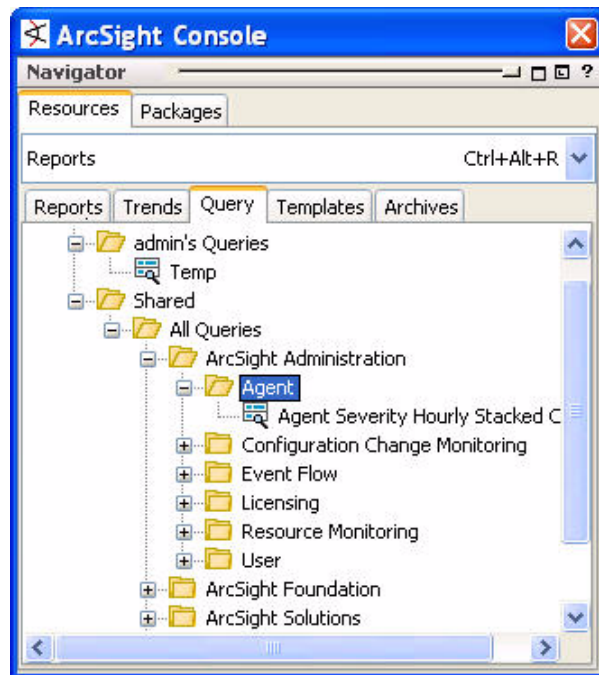 ArcSight Console
Navigator ?
Resources Packages
Reports Ctrl+Alt+R
Reports Trends Query Templates Archives
admin's Queries
Temp
Shared
All Queries
ArcSight Administration
Agent
Agent Severity Hourly Stacked C
Configuration Change Monitoring
Event Flow
Licensing
Resource Monitoring
User
ArcSight Foundation
ArcSight Solutions